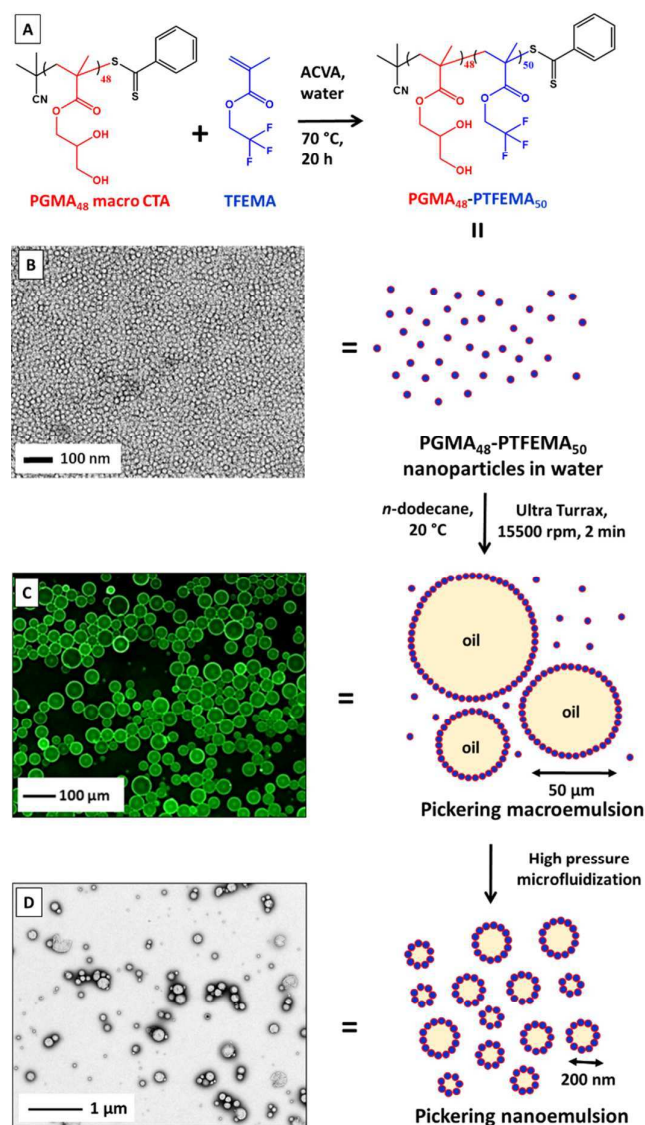 A
48
CN
S
S
O
O
OH
OH
PGMA48 macro CTA
+
O
O
F
F
F
TFEMA
ACVA,
water
70 °C,
20 h
48
50
CN
S
S
O
O
O
O
OH
OH
F
F
F
PGMA48-PTFEMA50
=
B
100 nm
=
PGMA48-PTFEMA50
nanoparticles in water
n-dodecane,
20 °C
Ultra Turrax,
15500 rpm, 2 min
C
100 µm
=
oil
oil
oil
50 µm
Pickering macroemulsion
High pressure
microfluidization
D
1 µm
=
200 nm
Pickering nanoemulsion